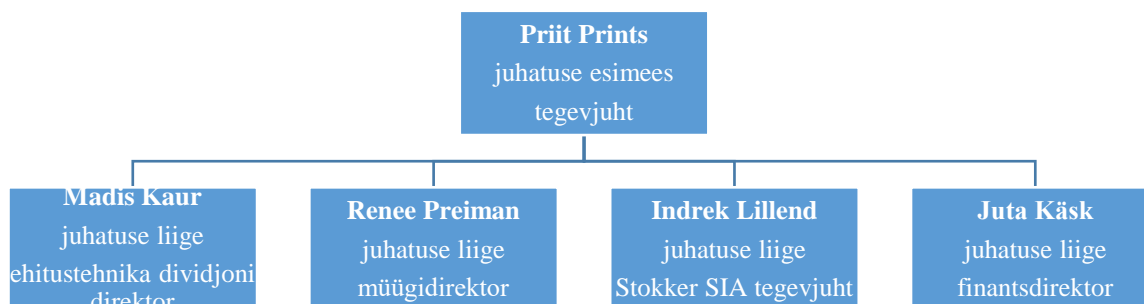 Priit Prints
juhatuse esimees
tegevjuht
Madis Kaur
juhatuse liige
ehitustehnika dividjoni
direktor
Renee Preiman
juhatuse liige
müügidirektor
Indrek Lillend
juhatuse liige
Stokker SIA tegevjuht
Juta Käsk
juhatuse liige
finantsdirektor